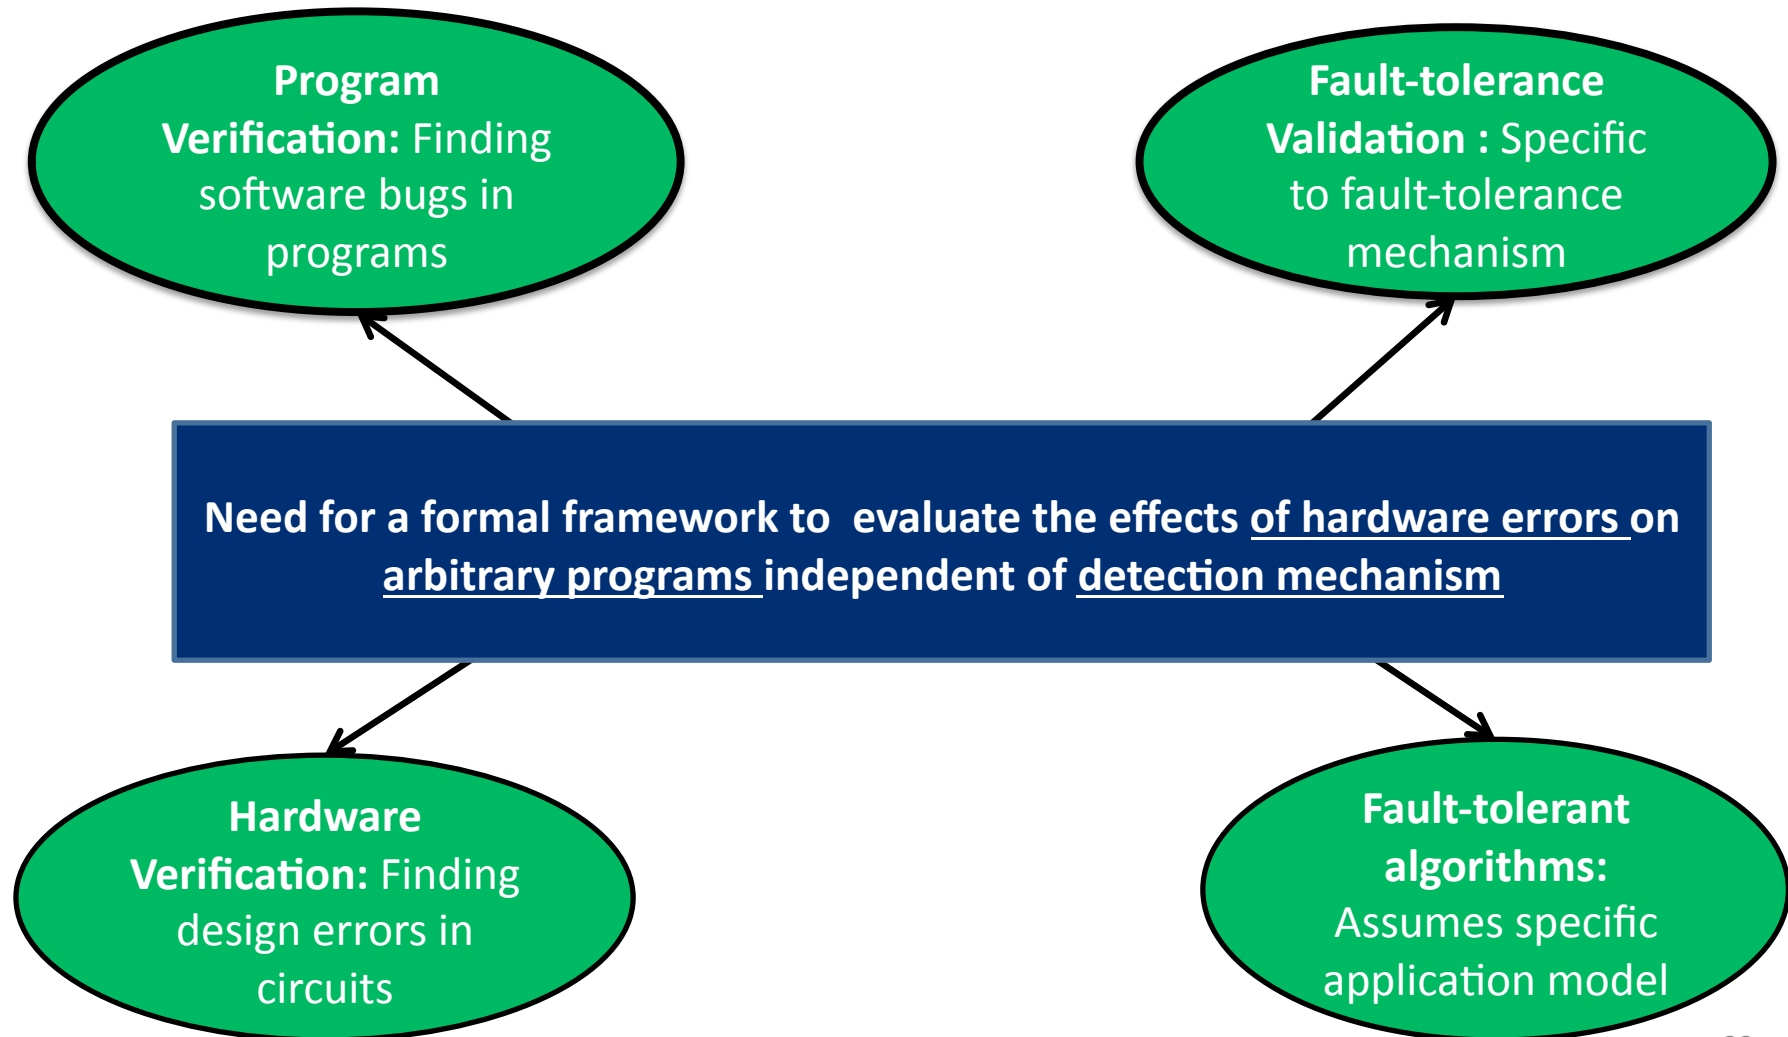 Program
Verification: Finding
software bugs in
programs
Fault-tolerance
Validation : Specific
to fault-tolerance
mechanism
Need for a formal framework to  evaluate the effects of hardware errors on
arbitrary programs independent of detection mechanism
Hardware
Verification: Finding
design errors in
circuits
Fault-tolerant
algorithms:
Assumes specific
application model